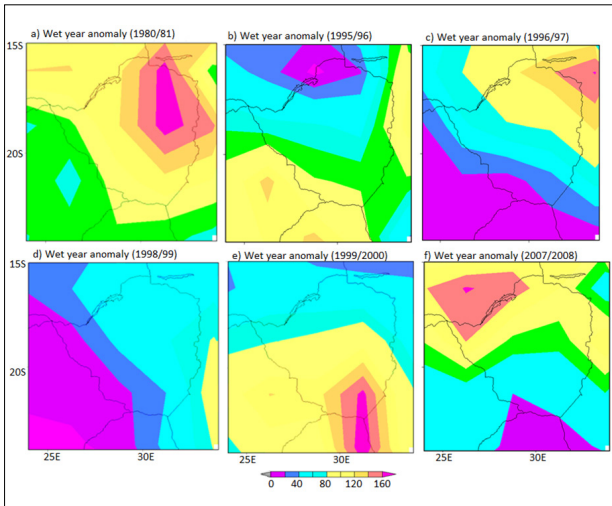 a) Wet year anomaly (1980/81)
b) Wet year anomaly (1995/96)
c) Wet year anomaly (1996/97)
15S
20S
d) Wet year anomaly (1998/99)
e) Wet year anomaly (1999/2000)
f) Wet year anomaly (2007/2008)
15S
20S
25E 30E 25E 30E 25E 30E
0 40 80 120 160